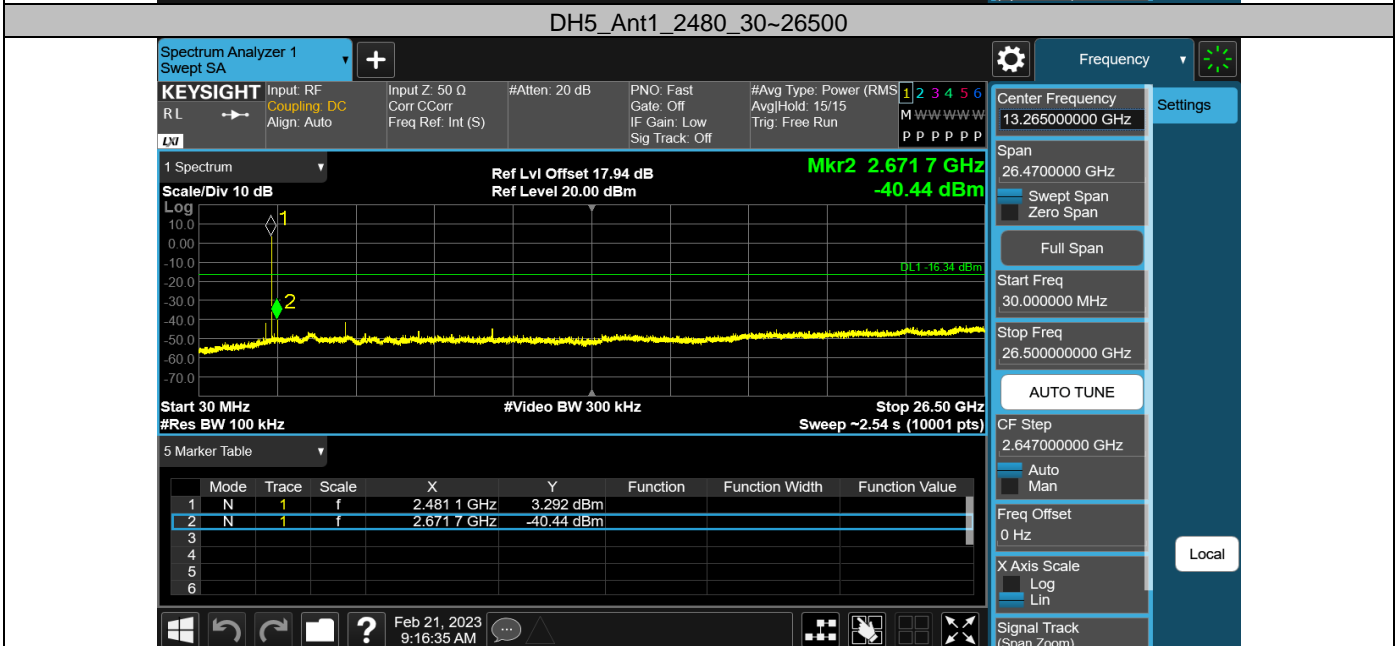 DH5_Ant1_2480_30~26500
Spectrum Analyzer 1
Swept SA
Frequency
KEYSIGHT
RL
LXI
Input: RF
Coupling: DC
Align: Auto
Input Z: 50 Ω
Corr CCorr
Freq Ref: Int (S)
#Atten: 20 dB
PNO: Fast
Gate: Off
IF Gain: Low
Sig Track: Off
#Avg Type: Power (RMS
Avg|Hold: 15/15
Trig: Free Run
1 2 3 4 5 6
M W W W W W
P P P P P P
1 Spectrum
Scale/Div 10 dB
Ref Lvl Offset 17.94 dB
Ref Level 20.00 dBm
Mkr2 2.671 7 GHz
-40.44 dBm
Log
10.0
0.00
-10.0
-20.0
-30.0
-40.0
-50.0
-60.0
-70.0
1
2
DL1 -16.34 dBm
Start 30 MHz
#Video BW 300 kHz
Stop 26.50 GHz
#Res BW 100 kHz
Sweep ~2.54 s (10001 pts)
5 Marker Table
Mode Trace Scale X Y Function Function Width Function Value
1 N 1 f 2.481 1 GHz 3.292 dBm
2 N 1 f 2.671 7 GHz -40.44 dBm
3
4
5
6
?
Feb 21, 2023
9:16:35 AM
Center Frequency
13.265000000 GHz
Settings
Span
26.4700000 GHz
Swept Span
Zero Span
Full Span
Start Freq
30.000000 MHz
Stop Freq
26.500000000 GHz
AUTO TUNE
CF Step
2.647000000 GHz
Auto
Man
Freq Offset
0 Hz
Local
X Axis Scale
Log
Lin
Signal Track
(Span Zoom)